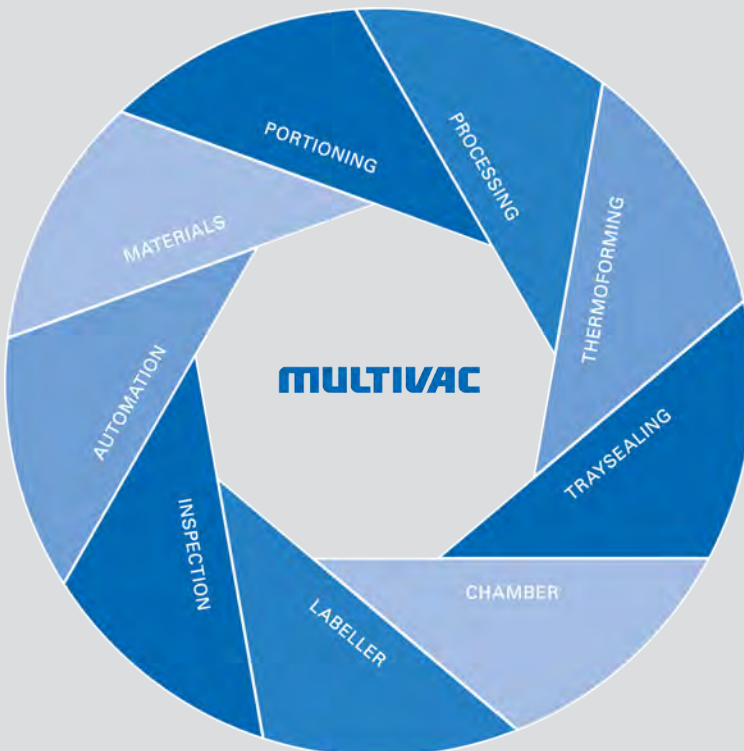 PORTIONING
PROCESSING
THERMOFORMING
TRAYSEALING
CHAMBER
LABELLER
INSPECTION
AUTOMATION
MATERIALS
MULTIVAC